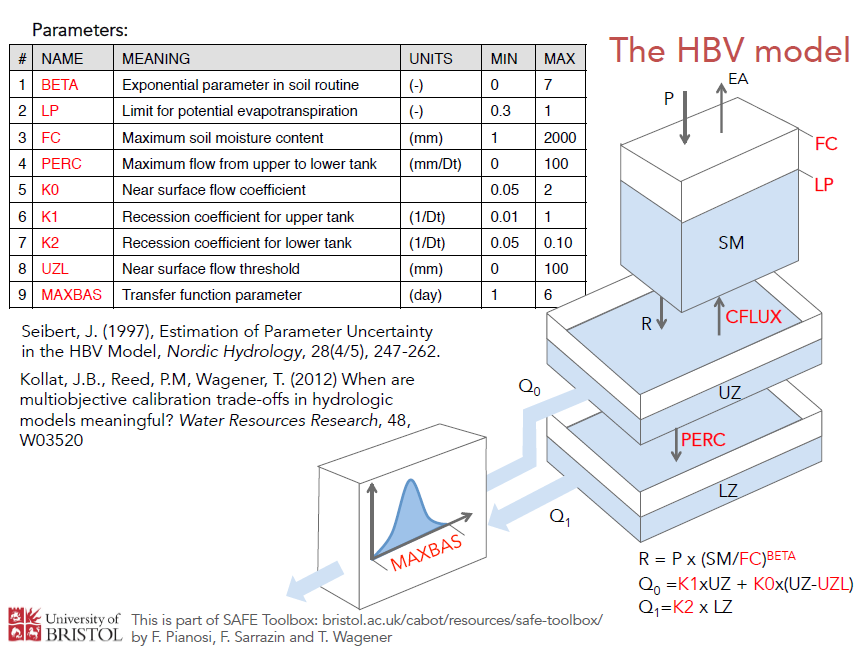 Parameters:
The HBV model
# NAME MEANING UNITS MIN MAX
1 BETA Exponential parameter in soil routine (-) 0 7
2 LP Limit for potential evapotranspiration (-) 0.3 1
3 FC Maximum soil moisture content (mm) 1 2000
4 PERC Maximum flow from upper to lower tank (mm/Dt) 0 100
5 K0 Near surface flow coefficient 0.05 2
6 K1 Recession coefficient for upper tank (1/Dt) 0.01 1
7 K2 Recession coefficient for lower tank (1/Dt) 0.05 0.10
8 UZL Near surface flow threshold (mm) 0 100
9 MAXBAS Transfer function parameter (day) 1 6
Seibert, J. (1997), Estimation of Parameter Uncertainty
in the HBV Model, Nordic Hydrology, 28(4/5), 247-262.
Kollat, J.B., Reed, P.M, Wagener, T. (2012) When are
multiobjective calibration trade-offs in hydrologic
models meaningful? Water Resources Research, 48,
W03520
P
EA
FC
LP
SM
R
CFLUX
Q0
UZ
PERC
LZ
Q1
MAXBAS
R = P x (SM/FC)BETA
Q0 =K1xUZ + K0x(UZ-UZL)
Q1=K2 x LZ
University of
BRISTOL
This is part of SAFE Toolbox: bristol.ac.uk/cabot/resources/safe-toolbox/
by F. Pianosi, F. Sarrazin and T. Wagener